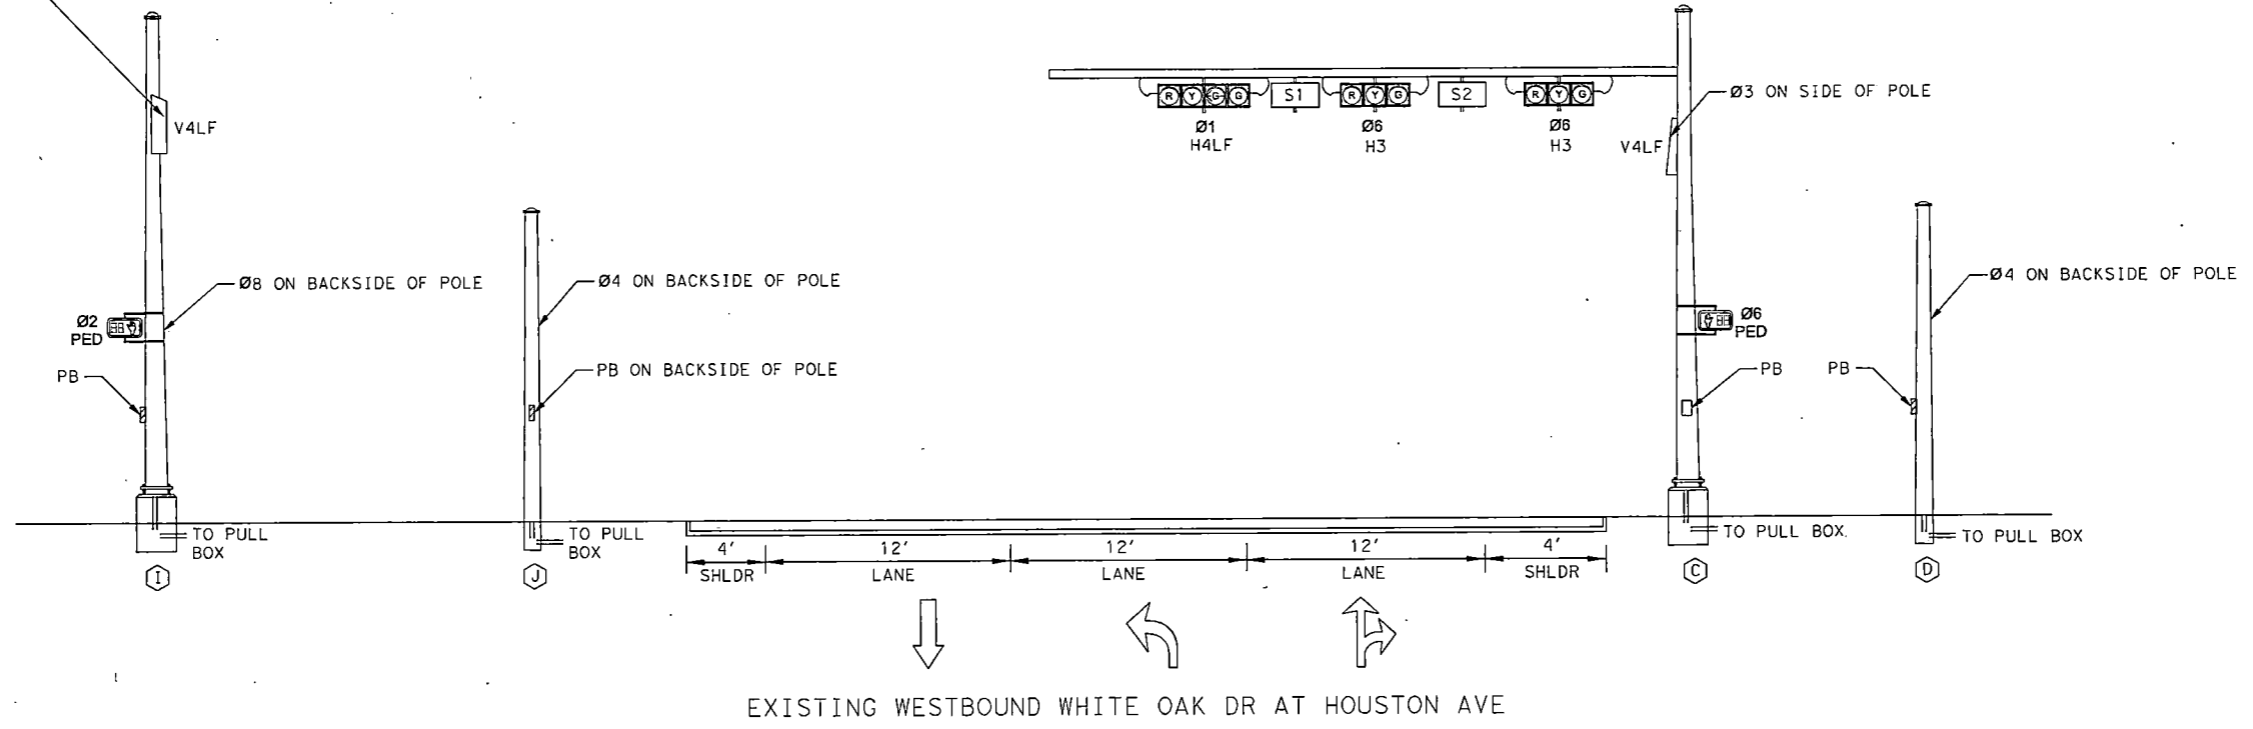 R Y G G
S1
R Y G
S2
R Y G
Ø1
H4LF
Ø6
H3
Ø6
H3
V4LF
V4LF
Ø3 ON SIDE OF POLE
Ø8 ON BACKSIDE OF POLE
Ø4 ON BACKSIDE OF POLE
Ø4 ON BACKSIDE OF POLE
Ø2
PED
Ø6
PED
PB
PB ON BACKSIDE OF POLE
PB
PB
TO PULL
BOX
TO PULL
BOX
TO PULL BOX
TO PULL BOX
4' 12' 12' 12' 4'
SHLDR LANE LANE LANE SHLDR
I
J
C
D
EXISTING WESTBOUND WHITE OAK DR AT HOUSTON AVE